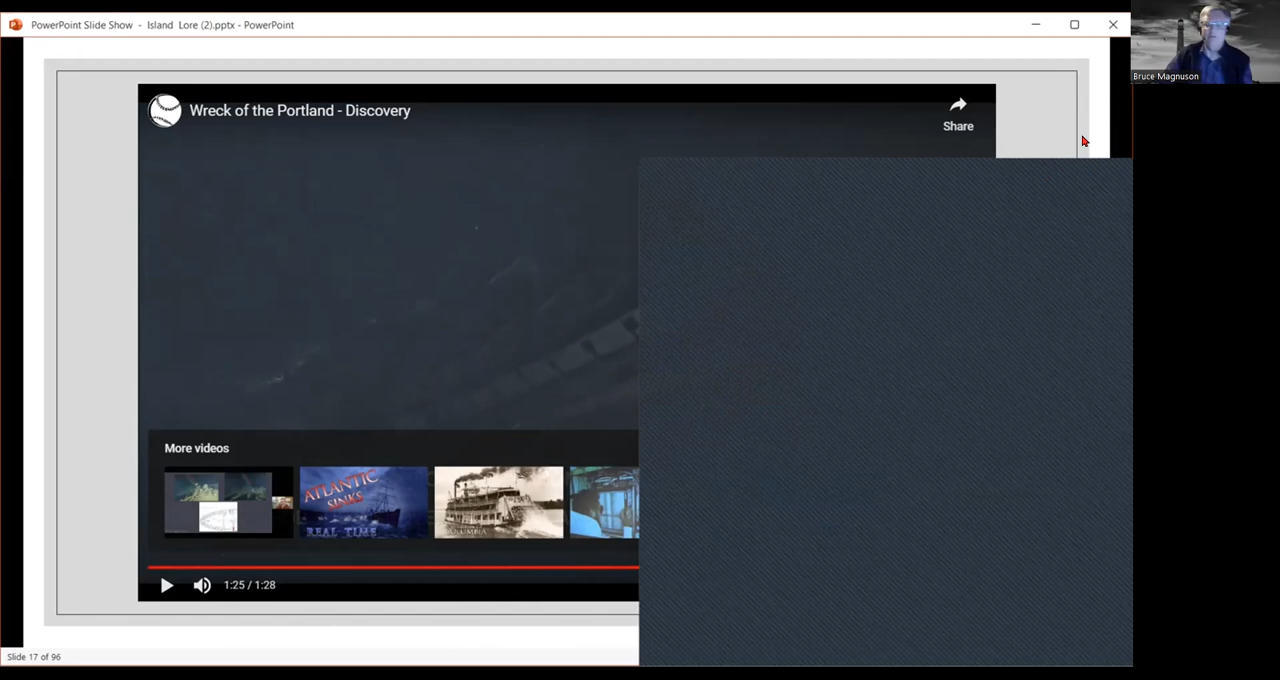 PowerPoint Slide Show - Island Lore (2).pptx - PowerPoint
Bruce Magnuson
Wreck of the Portland - Discovery
Share
More videos
ATLANTIC
SINKS
REAL TIME
1:25 / 1:28
Slide 17 of 96